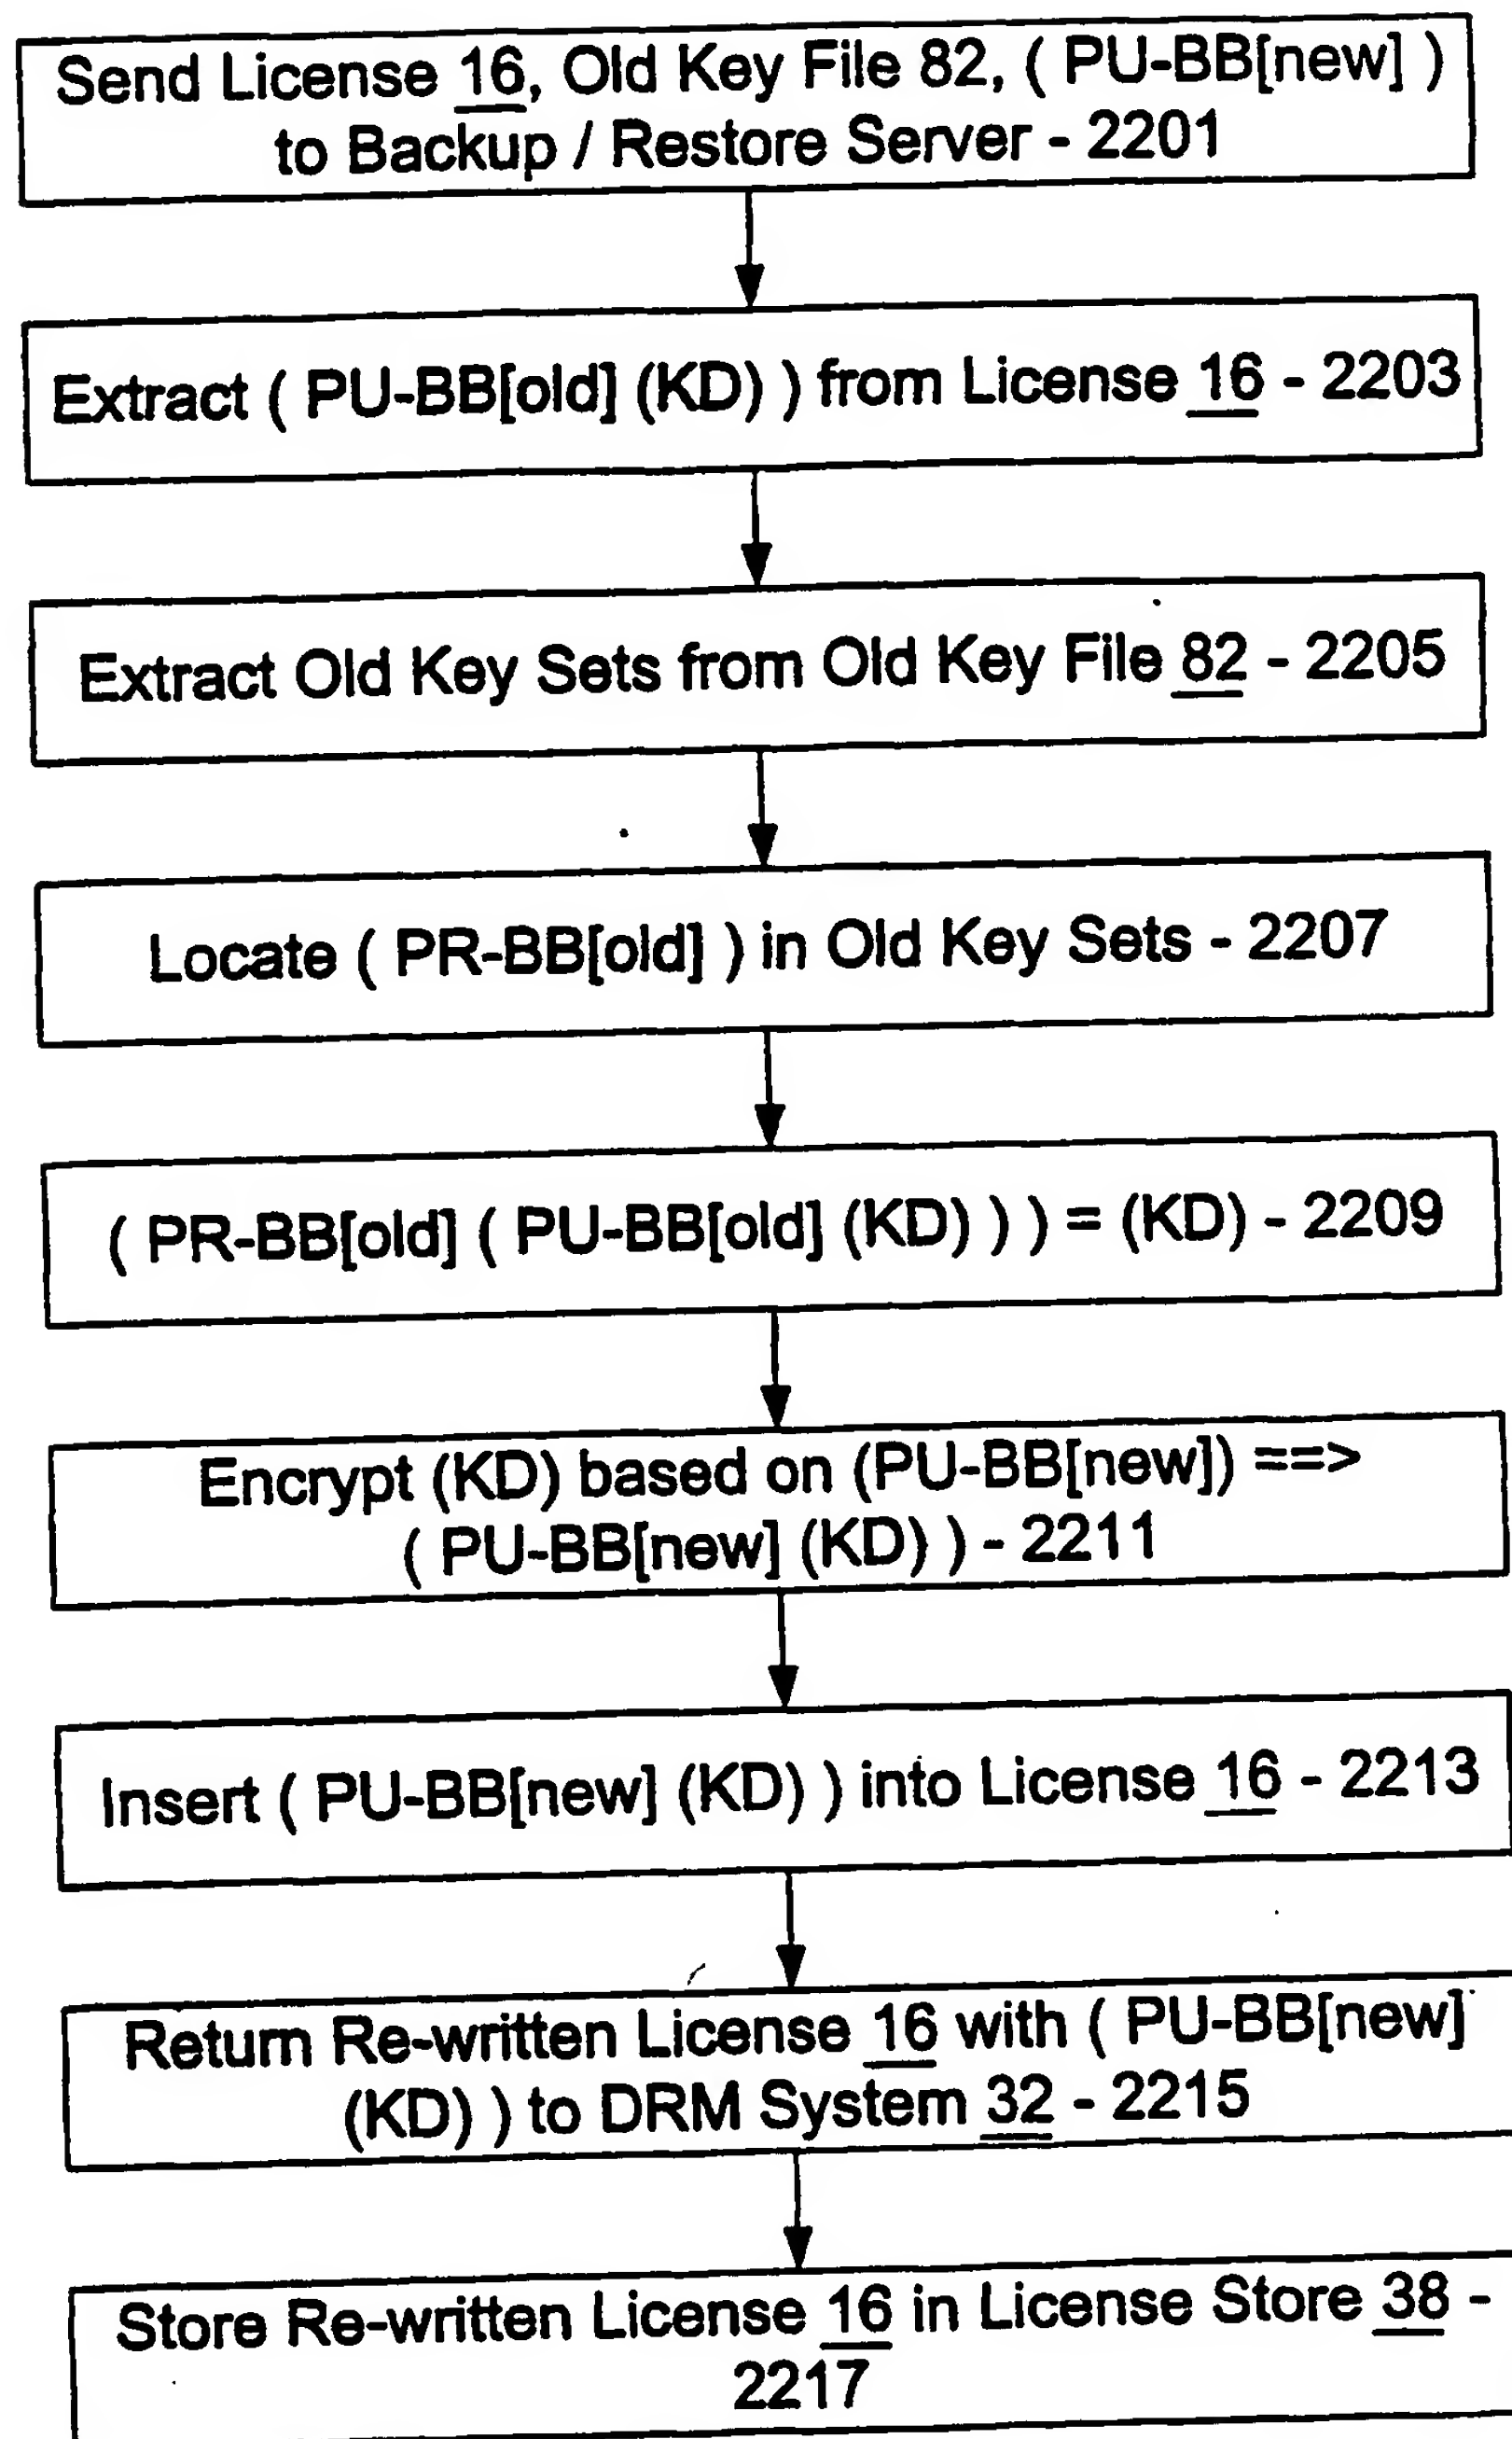 Send License 16, Old Key File 82, ( PU-BB[new] )
to Backup / Restore Server - 2201
Extract ( PU-BB[old] (KD) ) from License 16 - 2203
Extract Old Key Sets from Old Key File 82 - 2205
Locate ( PR-BB[old] ) in Old Key Sets - 2207
( PR-BB[old] ( PU-BB[old] (KD) ) ) = (KD) - 2209
Encrypt (KD) based on (PU-BB[new]) ==>
( PU-BB[new] (KD) ) - 2211
Insert ( PU-BB[new] (KD) ) into License 16 - 2213
Return Re-written License 16 with ( PU-BB[new]
(KD) ) to DRM System 32 - 2215
Store Re-written License 16 in License Store 38 -
2217